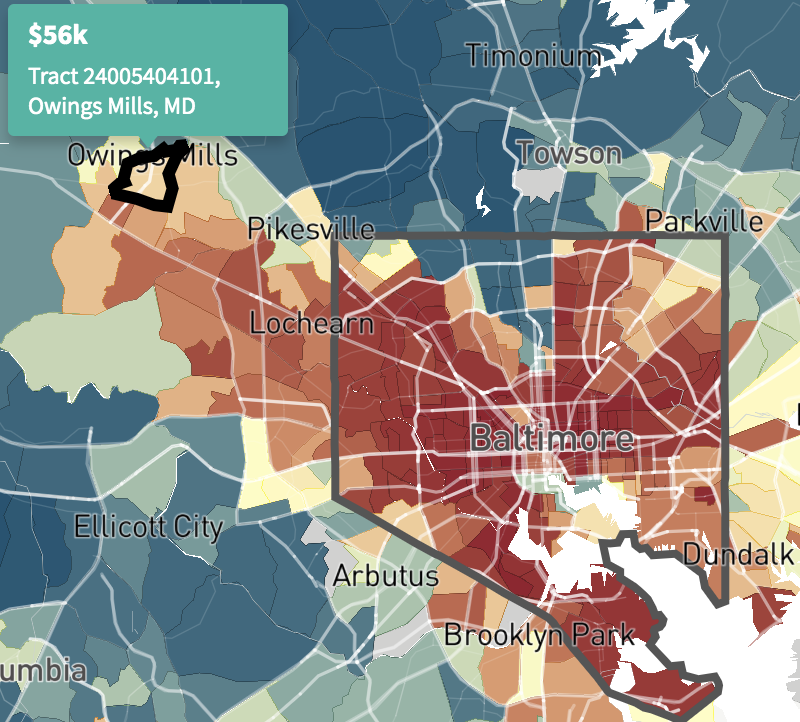 $56k
Tract 24005404101,
Owings Mills, MD
Timonium
Owings Mills
Towson
Pikesville
Parkville
Lochearn
Baltimore
Ellicott City
Dundalk
Arbutus
Brooklyn Park
umbia